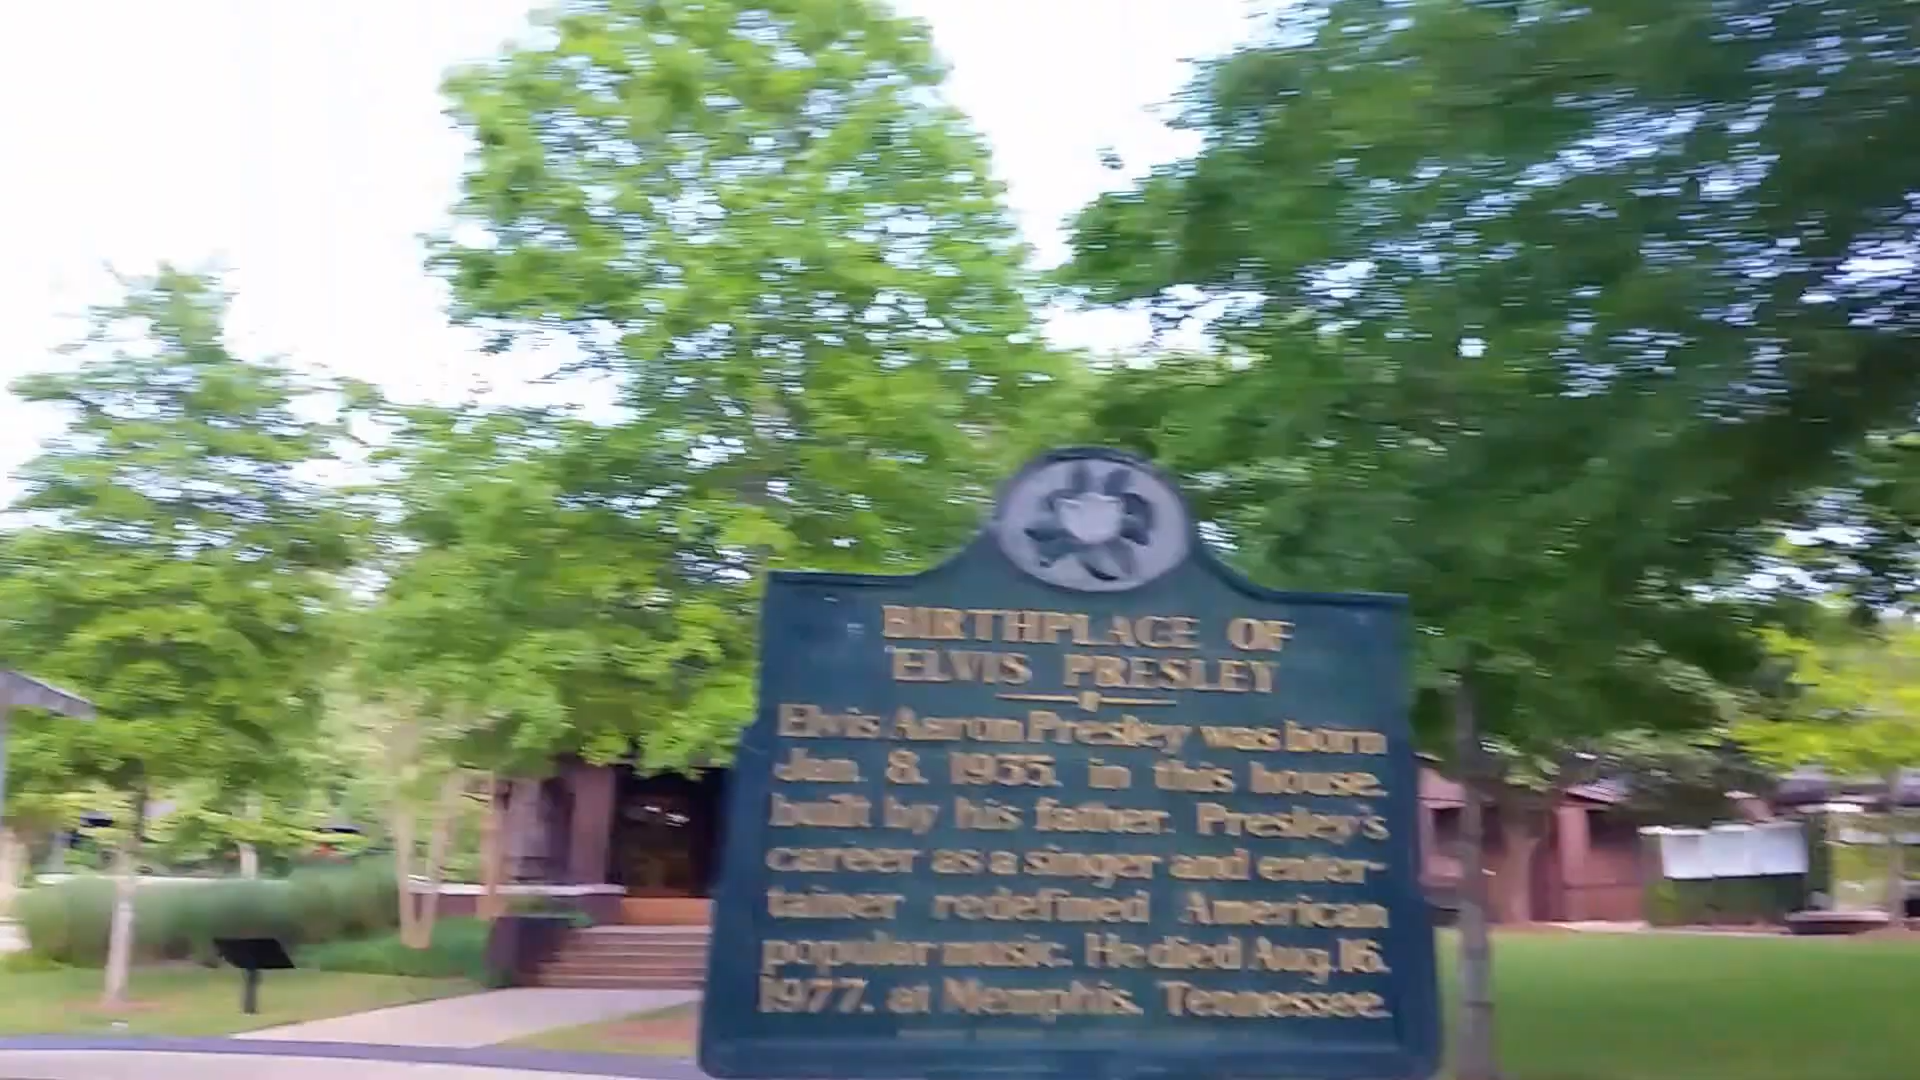 BIRTHPLACE OF
ELVIS PRESLEY
Elvis Aaron Presley was born
Jan. 8, 1935, in this house,
built by his father. Presley's
career as a singer and enter-
tainer redefined American
popular music. He died Aug. 16,
1977, at Memphis, Tennessee.